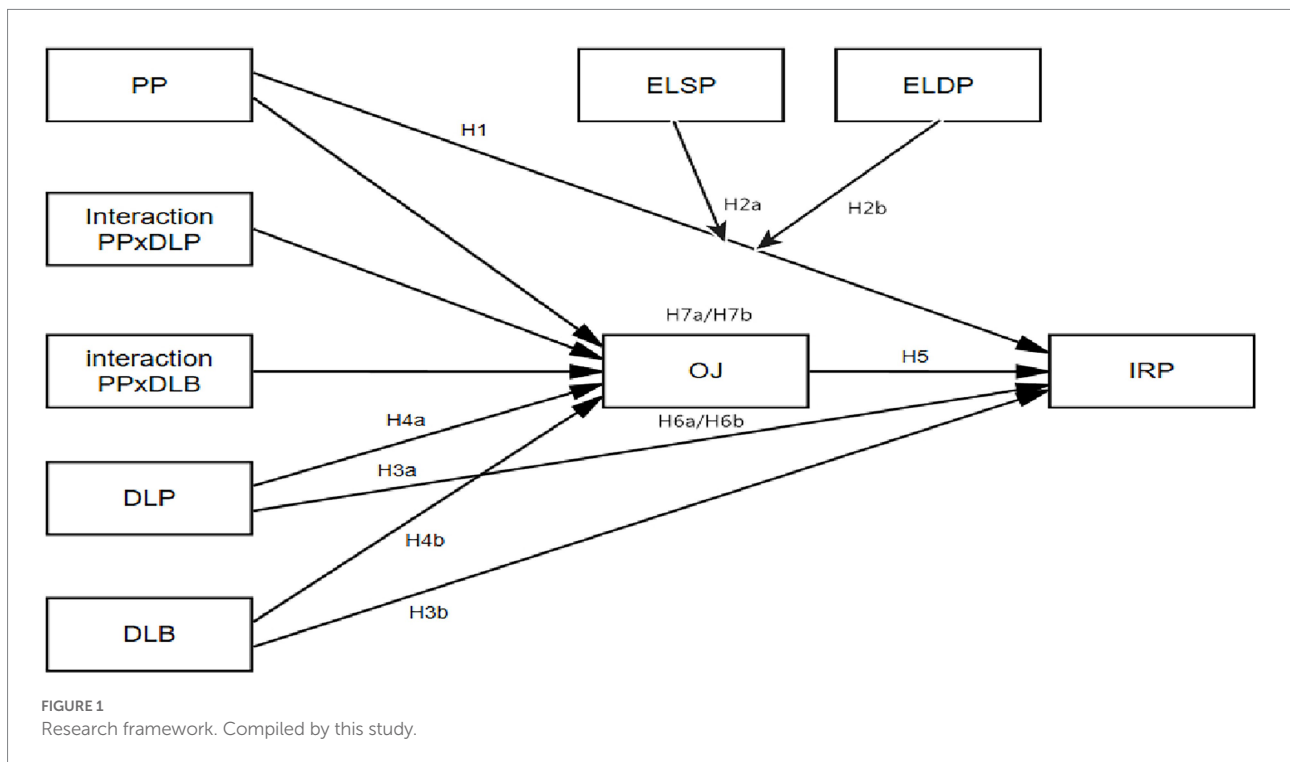 PP
ELSP
ELDP
H1
H2a
H2b
Interaction
PPxDLP
H7a/H7b
interaction
PPxDLB
OJ
H5
IRP
H4a
H6a/H6b
H3a
DLP
H4b
H3b
DLB
FIGURE 1
Research framework. Compiled by this study.